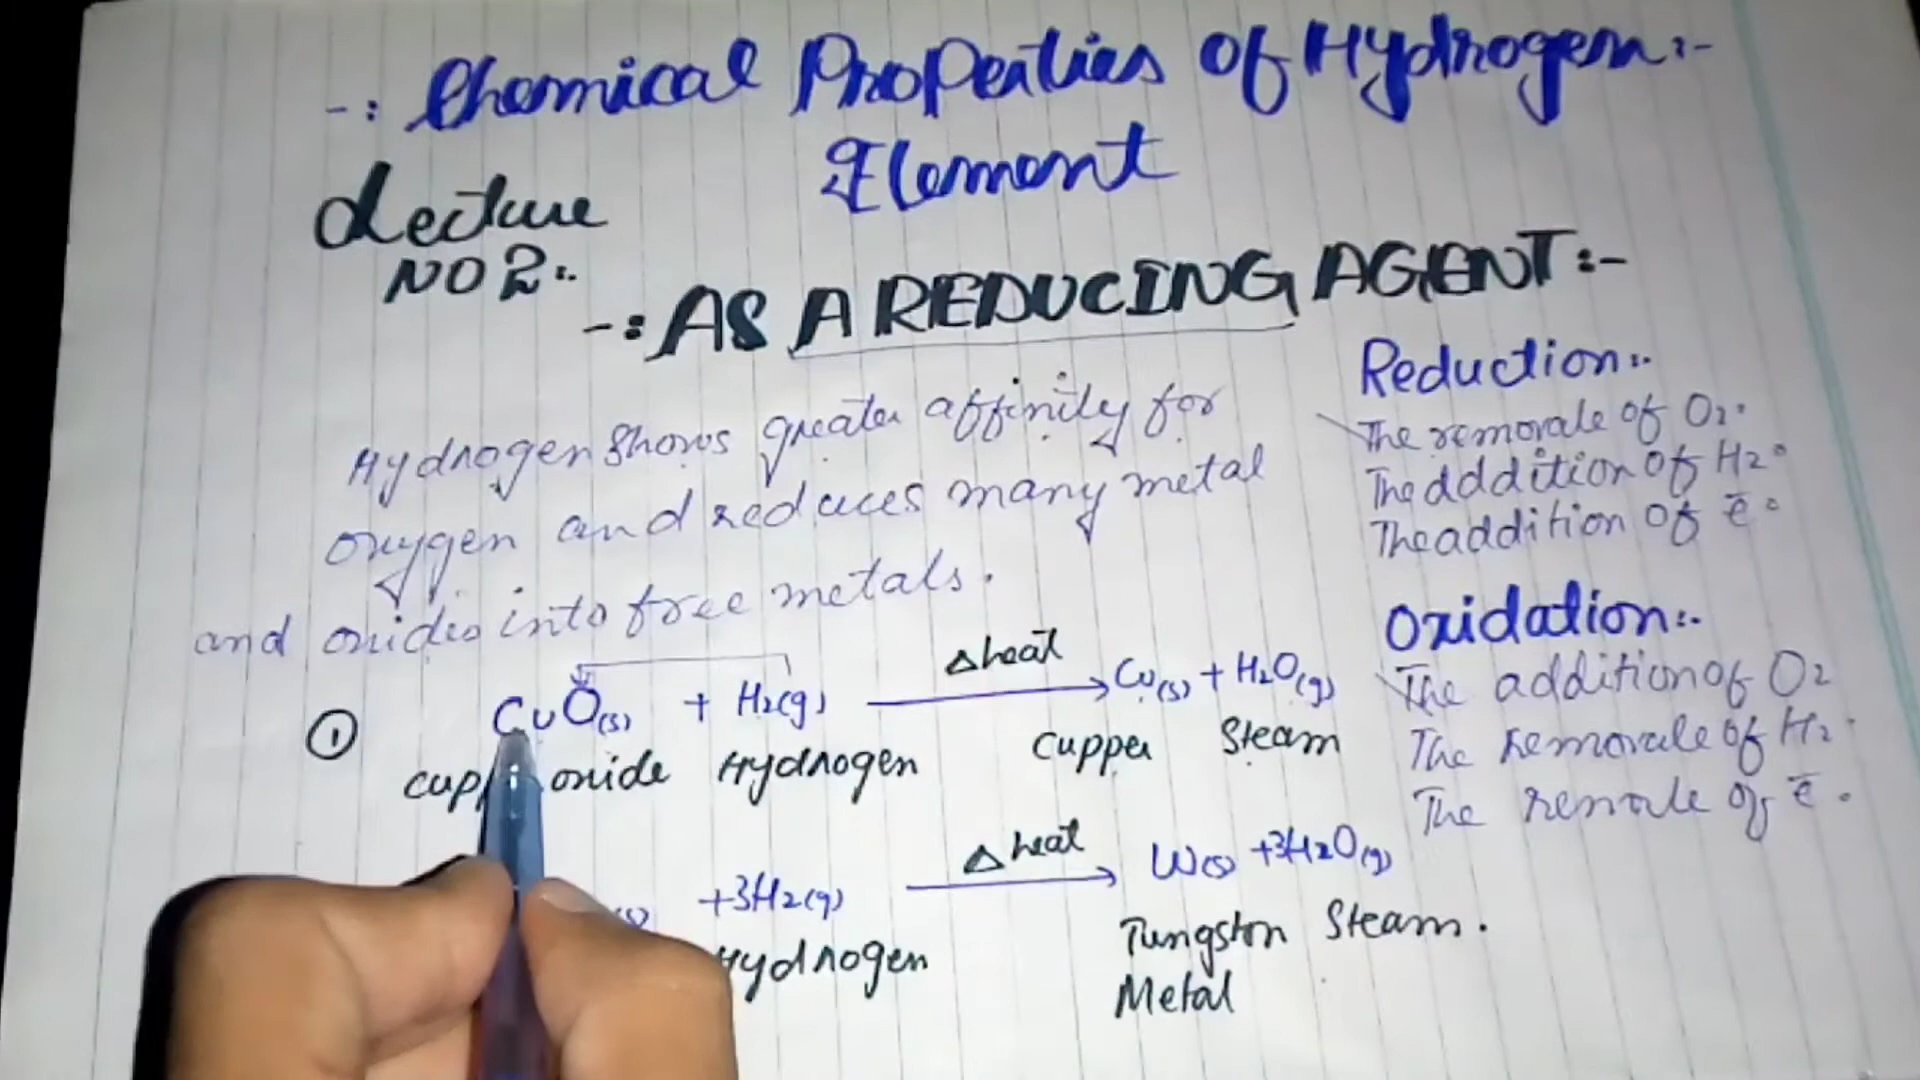 -: Chemical Properties Of Hydrogen:-
Element
Lecture
NO 2:.
-: AS A REDUCING AGENT:-
Hydrogen shows greater affinity for
oxygen and reduces many metal
and oxides into free metals.
Reduction:.
The removale of O2.
The dddition of H2.
The addition of e̅.
Oxidation:.
The addition of O2
The removale of H2.
The remole of e̅.
① CuO(s) + H2(g) △heat Cu(s) + H2O(g)
oxide Hydrogen Cupper Steam
(s) +3H2(g) △heat W(s) +3H2O(g)
Hydrogen Tungston Steam.
Metal